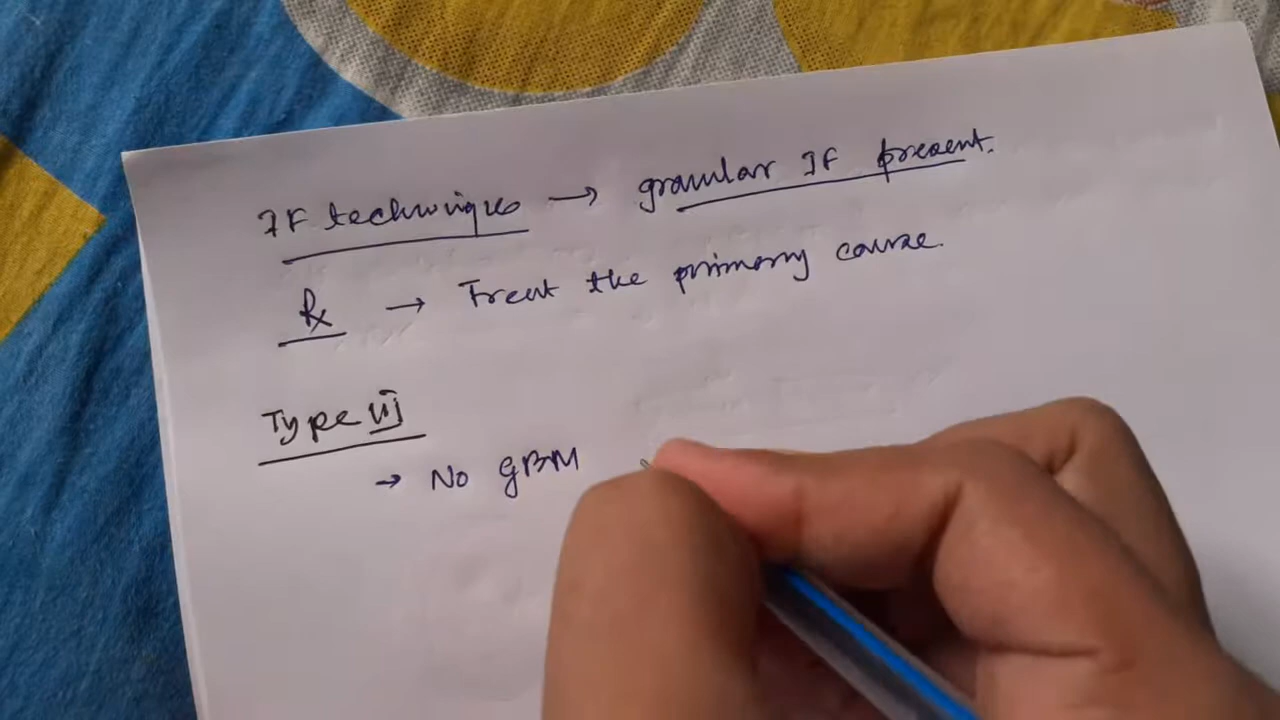 IF techniques → granular IF present.
Rx → Treat the primary cause.
Type III
→ No GBM